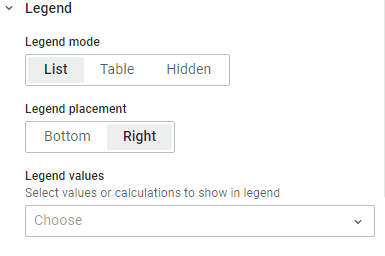 Legend
Legend mode
List Table Hidden
Legend placement
Bottom Right
Legend values
Select values or calculations to show in legend
Choose